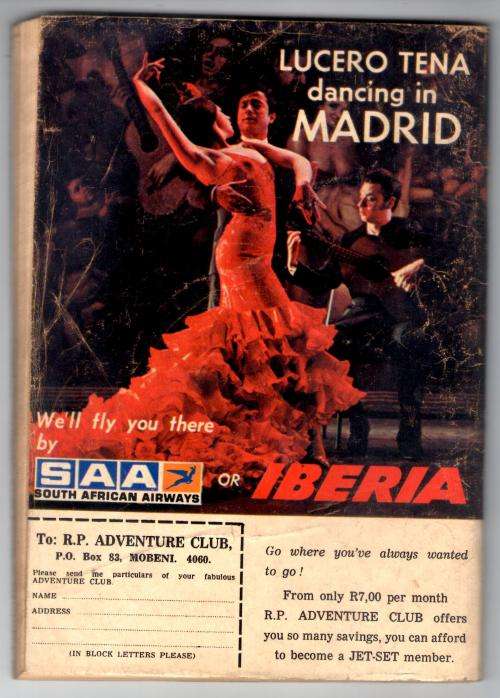 LUCERO TENA
dancing in
MADRID
We'll fly you there
by
SAA
SOUTH AFRICAN AIRWAYS
OR
IBERIA
To: R.P. ADVENTURE CLUB,
P.O. Box 83, MOBENI. 4060.
Please send me particulars of your fabulous
ADVENTURE CLUB.
NAME
ADDRESS
(IN BLOCK LETTERS PLEASE)
Go where you've always wanted
to go!
From only R7,00 per month
R.P. ADVENTURE CLUB offers
you so many savings, you can afford
to become a JET-SET member.